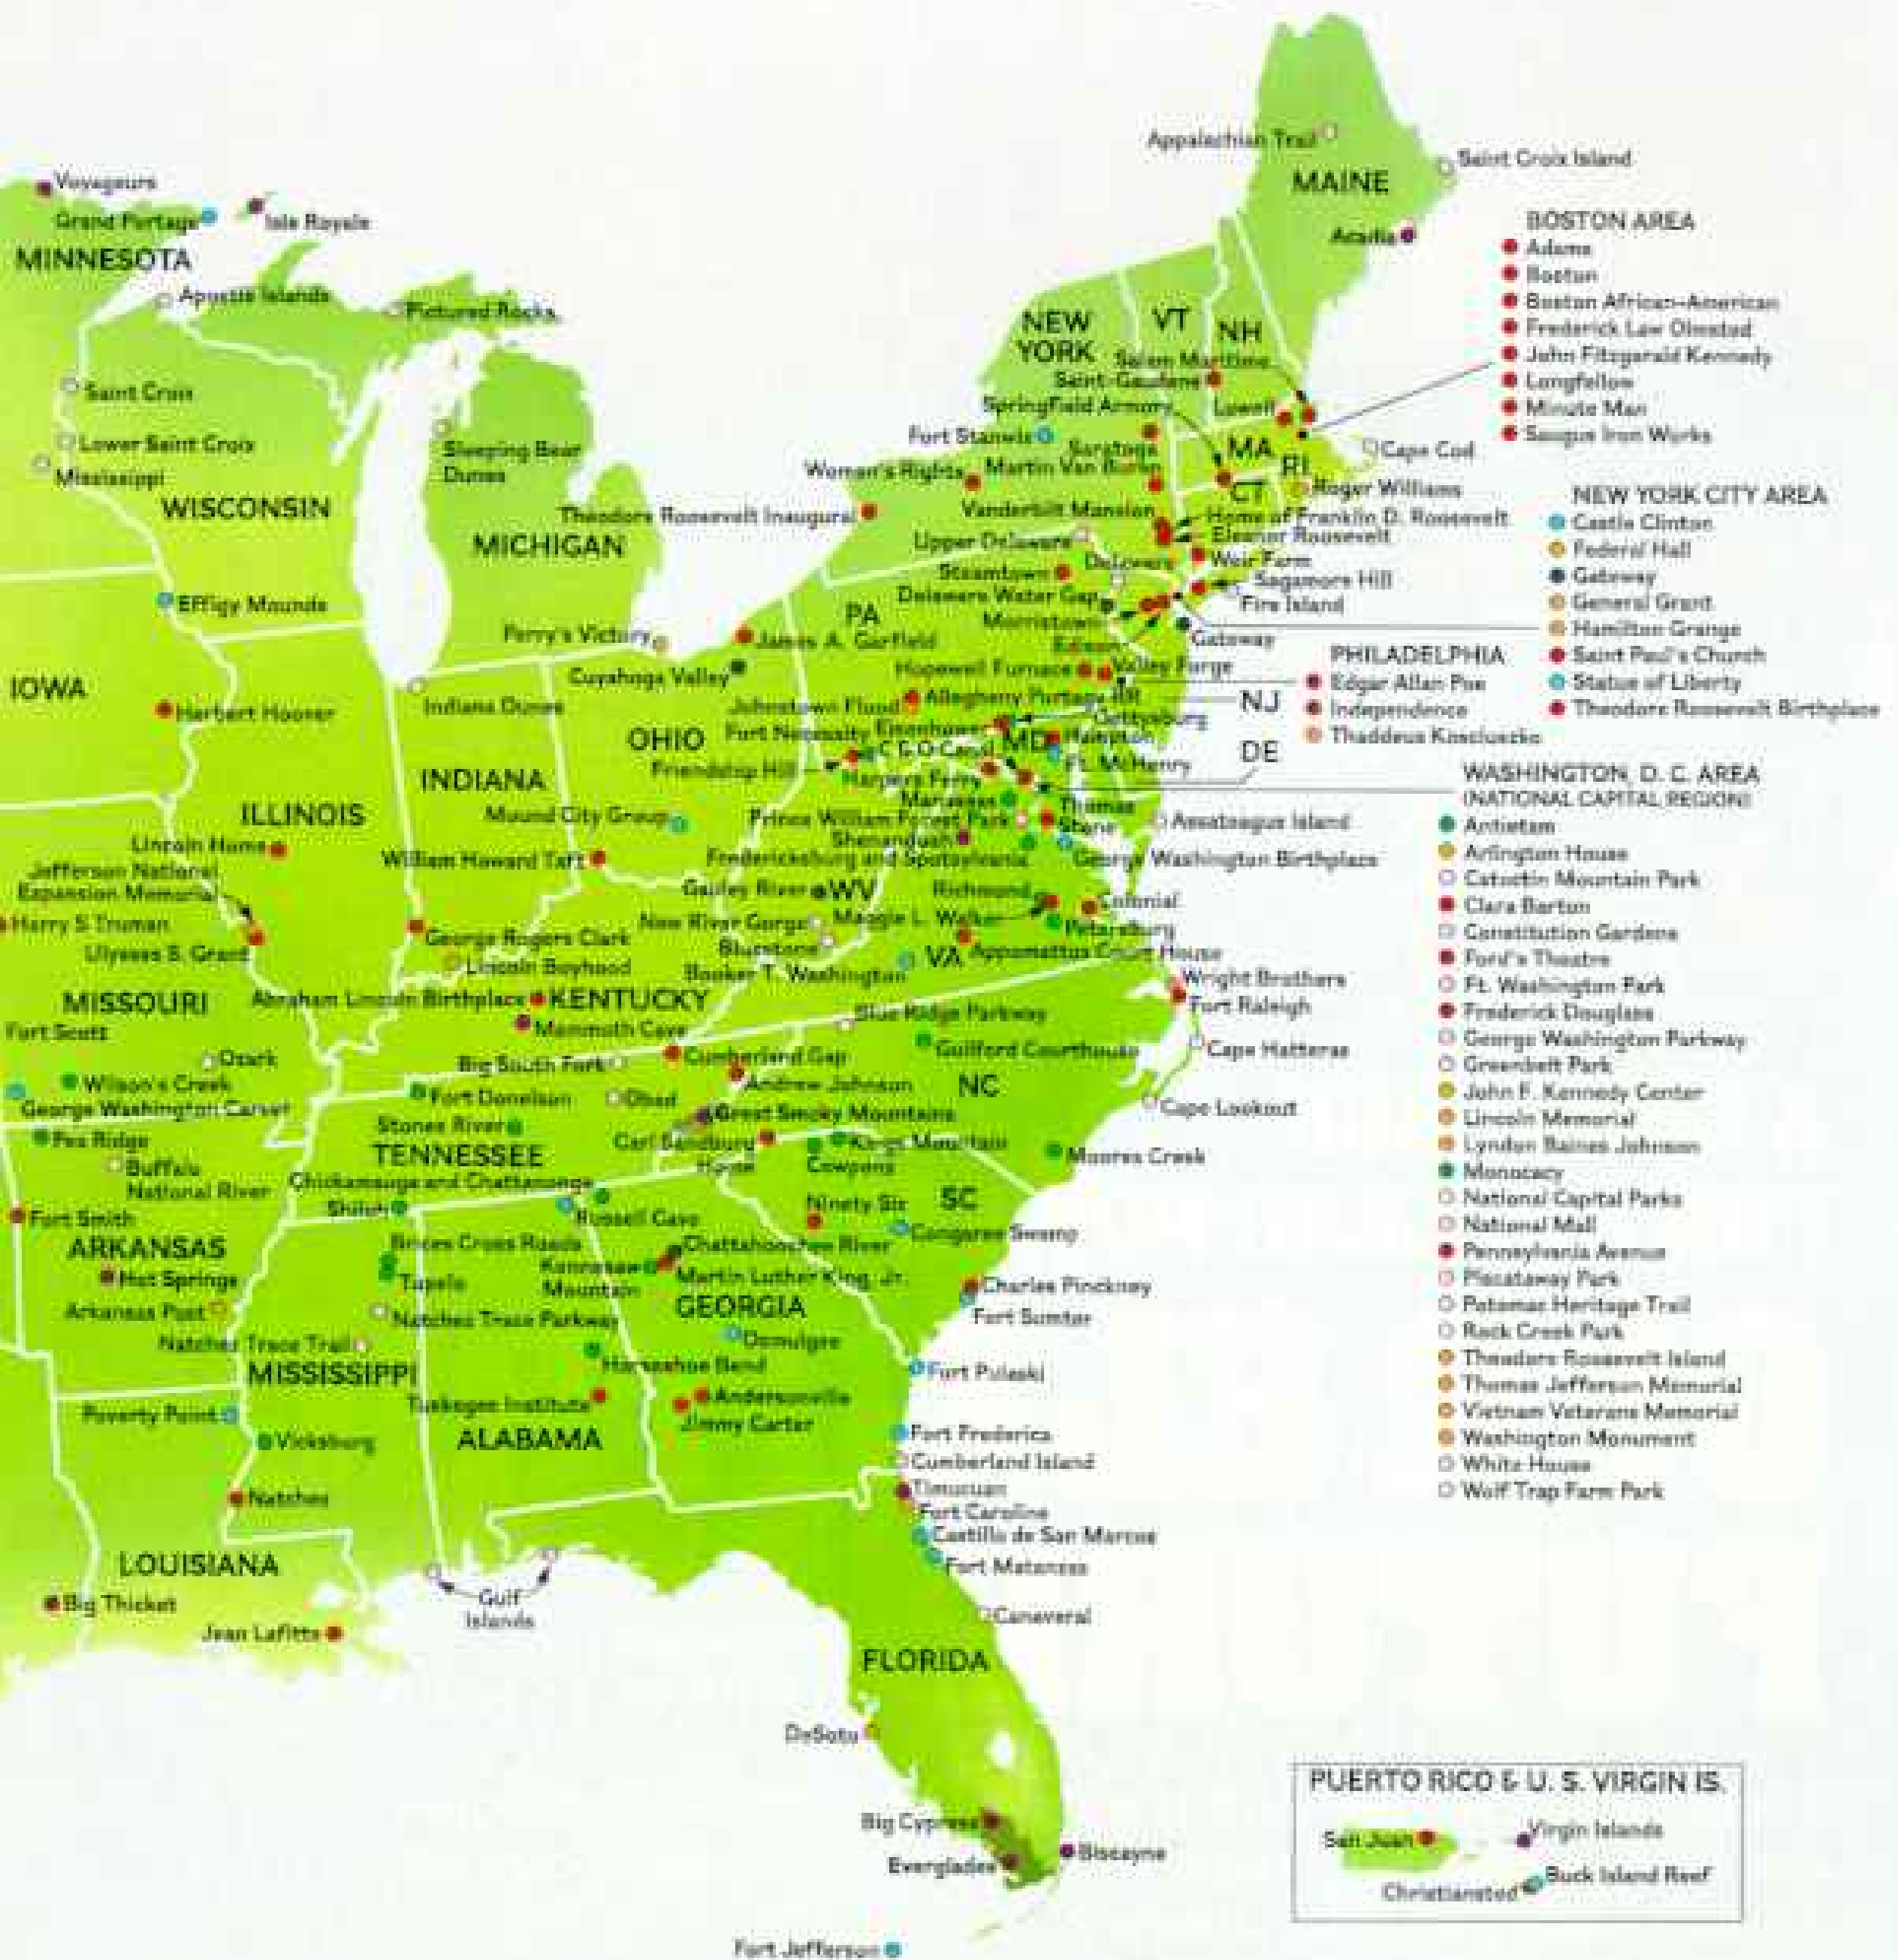 Appalachian Trail
Saint Croix Island
MAINE
Voyageurs
Grand Portage
Isle Royale
Acadia
MINNESOTA
Apostle Islands
Pictured Rocks
NEW
YORK
VT
NH
Salem Maritime
Saint-Gaudens
Springfield Armory
Lowell
Saint Croix
Lower Saint Croix
Mississippi
Sleeping Bear
Dunes
Fort Stanwix
Saratoga
MA
Cape Cod
Women's Rights
Martin Van Buren
RI
WISCONSIN
CT
Roger Williams
Theodore Roosevelt Inaugural
Vanderbilt Mansion
Home of Franklin D. Roosevelt
MICHIGAN
Upper Delaware
Eleanor Roosevelt
Delaware
Weir Farm
Steamtown
Sagamore Hill
Delaware Water Gap
Fire Island
Effigy Mounds
PA
Morristown
Perry's Victory
James A. Garfield
Edison
Gateway
Cuyahoga Valley
Hopewell Furnace
Valley Forge
IOWA
Herbert Hoover
Indiana Dunes
Johnstown Flood
Allegheny Portage RR
NJ
Gettysburg
OHIO
Fort Necessity
Eisenhower
MD
Hampton
C & O Canal
DE
Friendship Hill
Harpers Ferry
Ft. McHenry
INDIANA
Manassas
Thomas
Stone
ILLINOIS
Mound City Group
Prince William Forest Park
Assateague Island
Shenandoah
Lincoln Home
William Howard Taft
Fredericksburg and Spotsylvania
George Washington Birthplace
Jefferson National
Expansion Memorial
Gauley River
WV
Richmond
Colonial
Harry S Truman
New River Gorge
Maggie L. Walker
Petersburg
Ulysses S. Grant
George Rogers Clark
Bluestone
VA
Appomattox Court House
Lincoln Boyhood
Booker T. Washington
Wright Brothers
MISSOURI
Abraham Lincoln Birthplace
KENTUCKY
Fort Raleigh
Fort Scott
Mammoth Cave
Blue Ridge Parkway
Ozark
Big South Fork
Cumberland Gap
Guilford Courthouse
Cape Hatteras
Wilson's Creek
Andrew Johnson
NC
George Washington Carver
Fort Donelson
Obed
Cape Lookout
Pea Ridge
Stones River
Great Smoky Mountains
Carl Sandburg
House
Kings Mountain
Moores Creek
Buffalo
National River
TENNESSEE
Cowpens
Chickamauga and Chattanooga
Shiloh
Russell Cave
Ninety Six
SC
Fort Smith
Congaree Swamp
ARKANSAS
Brices Cross Roads
Chattahoochee River
Hot Springs
Tupelo
Kennesaw
Mountain
Martin Luther King, Jr.
Charles Pinckney
Arkansas Post
Natchez Trace Parkway
GEORGIA
Fort Sumter
Natchez Trace Trail
Ocmulgee
MISSISSIPPI
Horseshoe Bend
Fort Pulaski
Tuskegee Institute
Andersonville
Poverty Point
Jimmy Carter
Vicksburg
ALABAMA
Fort Frederica
Cumberland Island
Natchez
Timucuan
Fort Caroline
Castillo de San Marcos
LOUISIANA
Fort Matanzas
Big Thicket
Gulf
Islands
Canaveral
Jean Lafitte
FLORIDA
DeSoto
Big Cypress
Everglades
Biscayne
Fort Jefferson
BOSTON AREA
Adams
Boston
Boston African-American
Frederick Law Olmsted
John Fitzgerald Kennedy
Longfellow
Minute Man
Saugus Iron Works
NEW YORK CITY AREA
Castle Clinton
Federal Hall
Gateway
General Grant
Hamilton Grange
Saint Paul's Church
Statue of Liberty
Theodore Roosevelt Birthplace
PHILADELPHIA
Edgar Allan Poe
Independence
Thaddeus Kosciuszko
WASHINGTON, D. C. AREA
(NATIONAL CAPITAL REGION)
Antietam
Arlington House
Catoctin Mountain Park
Clara Barton
Constitution Gardens
Ford's Theatre
Ft. Washington Park
Frederick Douglass
George Washington Parkway
Greenbelt Park
John F. Kennedy Center
Lincoln Memorial
Lyndon Baines Johnson
Monocacy
National Capital Parks
National Mall
Pennsylvania Avenue
Piscataway Park
Potomac Heritage Trail
Rock Creek Park
Theodore Roosevelt Island
Thomas Jefferson Memorial
Vietnam Veterans Memorial
Washington Monument
White House
Wolf Trap Farm Park
PUERTO RICO & U. S. VIRGIN IS.
San Juan
Virgin Islands
Buck Island Reef
Christiansted